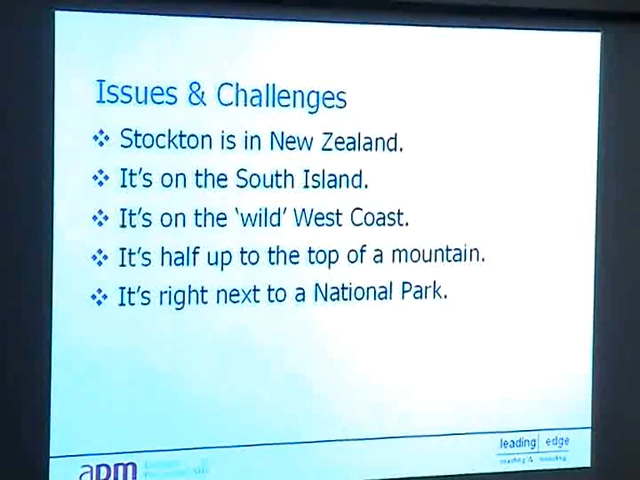 Issues & Challenges
Stockton is in New Zealand.
It's on the South Island.
It's on the 'wild' West Coast.
It's half up to the top of a mountain.
It's right next to a National Park.
leading edge
apm